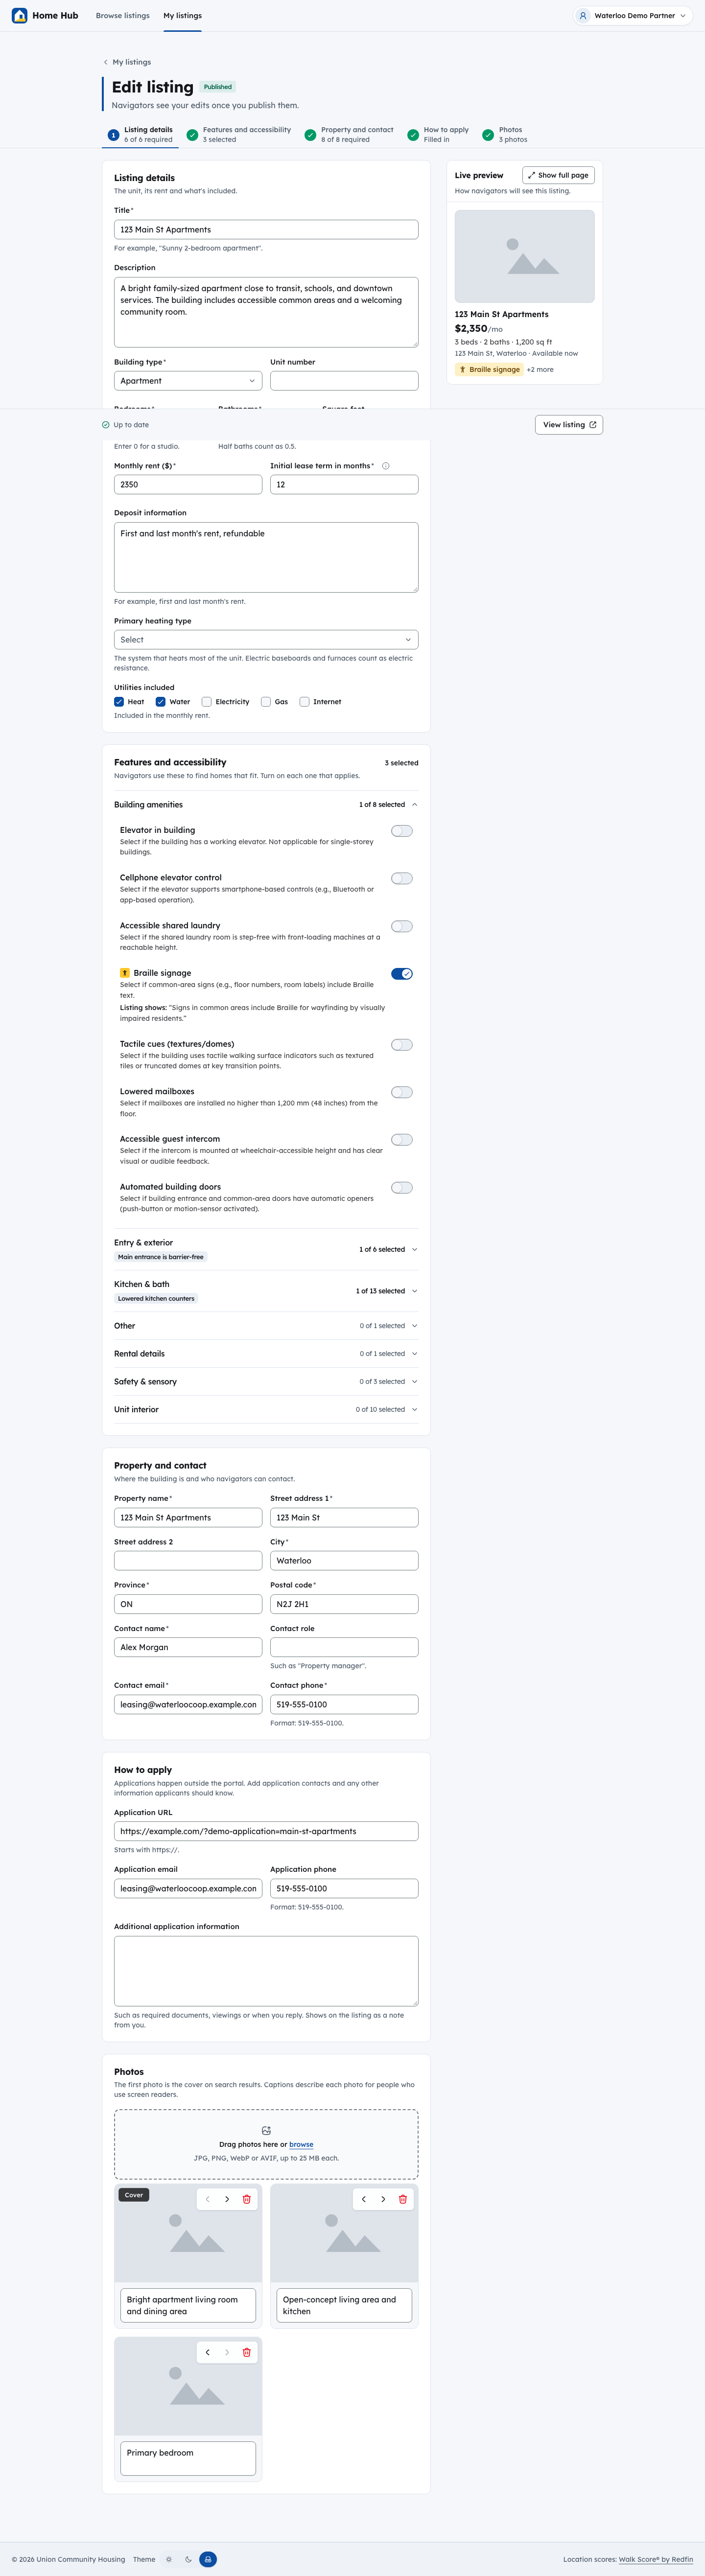 Home Hub
Browse listings
My listings
Waterloo Demo Partner
My listings
Edit listing
Published
Navigators see your edits once you publish them.
1
Listing details
6 of 6 required
Features and accessibility
3 selected
Property and contact
8 of 8 required
How to apply
Filled in
Photos
3 photos
Listing details
The unit, its rent and what's included.
Title*
123 Main St Apartments
For example, "Sunny 2-bedroom apartment".
Description
A bright family-sized apartment close to transit, schools, and downtown
services. The building includes accessible common areas and a welcoming
community room.
Building type*
Unit number
Apartment
Live preview
Show full page
How navigators will see this listing.
123 Main St Apartments
$2,350/mo
3 beds · 2 baths · 1,200 sq ft
123 Main St, Waterloo · Available now
Braille signage
+2 more
Up to date
View listing
Enter 0 for a studio.
Half baths count as 0.5.
Monthly rent ($)*
Initial lease term in months*
2350
12
Deposit information
First and last month's rent, refundable
For example, first and last month's rent.
Primary heating type
Select
The system that heats most of the unit. Electric baseboards and furnaces count as electric
resistance.
Utilities included
Heat
Water
Electricity
Gas
Internet
Included in the monthly rent.
Features and accessibility
3 selected
Navigators use these to find homes that fit. Turn on each one that applies.
Building amenities
1 of 8 selected
Elevator in building
Select if the building has a working elevator. Not applicable for single-storey
buildings.
Cellphone elevator control
Select if the elevator supports smartphone-based controls (e.g., Bluetooth or
app-based operation).
Accessible shared laundry
Select if the shared laundry room is step-free with front-loading machines at a
reachable height.
Braille signage
Select if common-area signs (e.g., floor numbers, room labels) include Braille
text.
Listing shows: "Signs in common areas include Braille for wayfinding by visually
impaired residents."
Tactile cues (textures/domes)
Select if the building uses tactile walking surface indicators such as textured
tiles or truncated domes at key transition points.
Lowered mailboxes
Select if mailboxes are installed no higher than 1,200 mm (48 inches) from the
floor.
Accessible guest intercom
Select if the intercom is mounted at wheelchair-accessible height and has clear
visual or audible feedback.
Automated building doors
Select if building entrance and common-area doors have automatic openers
(push-button or motion-sensor activated).
Entry & exterior
Main entrance is barrier-free
1 of 6 selected
Kitchen & bath
Lowered kitchen counters
1 of 13 selected
Other
0 of 1 selected
Rental details
0 of 1 selected
Safety & sensory
0 of 3 selected
Unit interior
0 of 10 selected
Property and contact
Where the building is and who navigators can contact.
Property name*
Street address 1*
123 Main St Apartments
123 Main St
Street address 2
City*
Waterloo
Province*
Postal code*
ON
N2J 2H1
Contact name*
Contact role
Alex Morgan
Such as "Property manager".
Contact email*
Contact phone*
leasing@waterloocoop.example.con
519-555-0100
Format: 519-555-0100.
How to apply
Applications happen outside the portal. Add application contacts and any other
information applicants should know.
Application URL
https://example.com/?demo-application=main-st-apartments
Starts with https://.
Application email
Application phone
leasing@waterloocoop.example.con
519-555-0100
Format: 519-555-0100.
Additional application information
Such as required documents, viewings or when you reply. Shows on the listing as a note
from you.
Photos
The first photo is the cover on search results. Captions describe each photo for people who
use screen readers.
Drag photos here or browse
JPG, PNG, WebP or AVIF, up to 25 MB each.
Cover
Bright apartment living room
and dining area
Open-concept living area and
kitchen
Primary bedroom
© 2026 Union Community Housing
Theme
Location scores: Walk Score® by Redfin